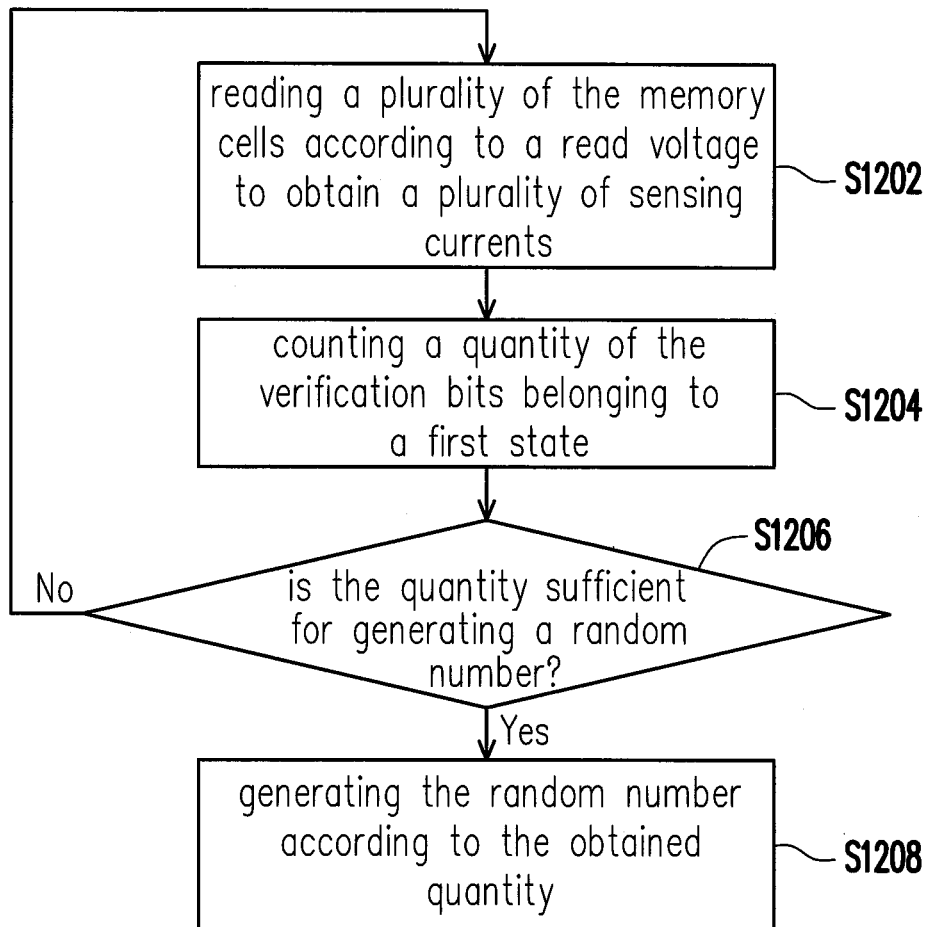 reading a plurality of the memory
cells according to a read voltage
to obtain a plurality of sensing
currents
S1202
counting a quantity of the
verification bits belonging to
a first state
S1204
S1206
is the quantity sufficient
for generating a random
number?
No
Yes
generating the random number
according to the obtained
quantity
S1208